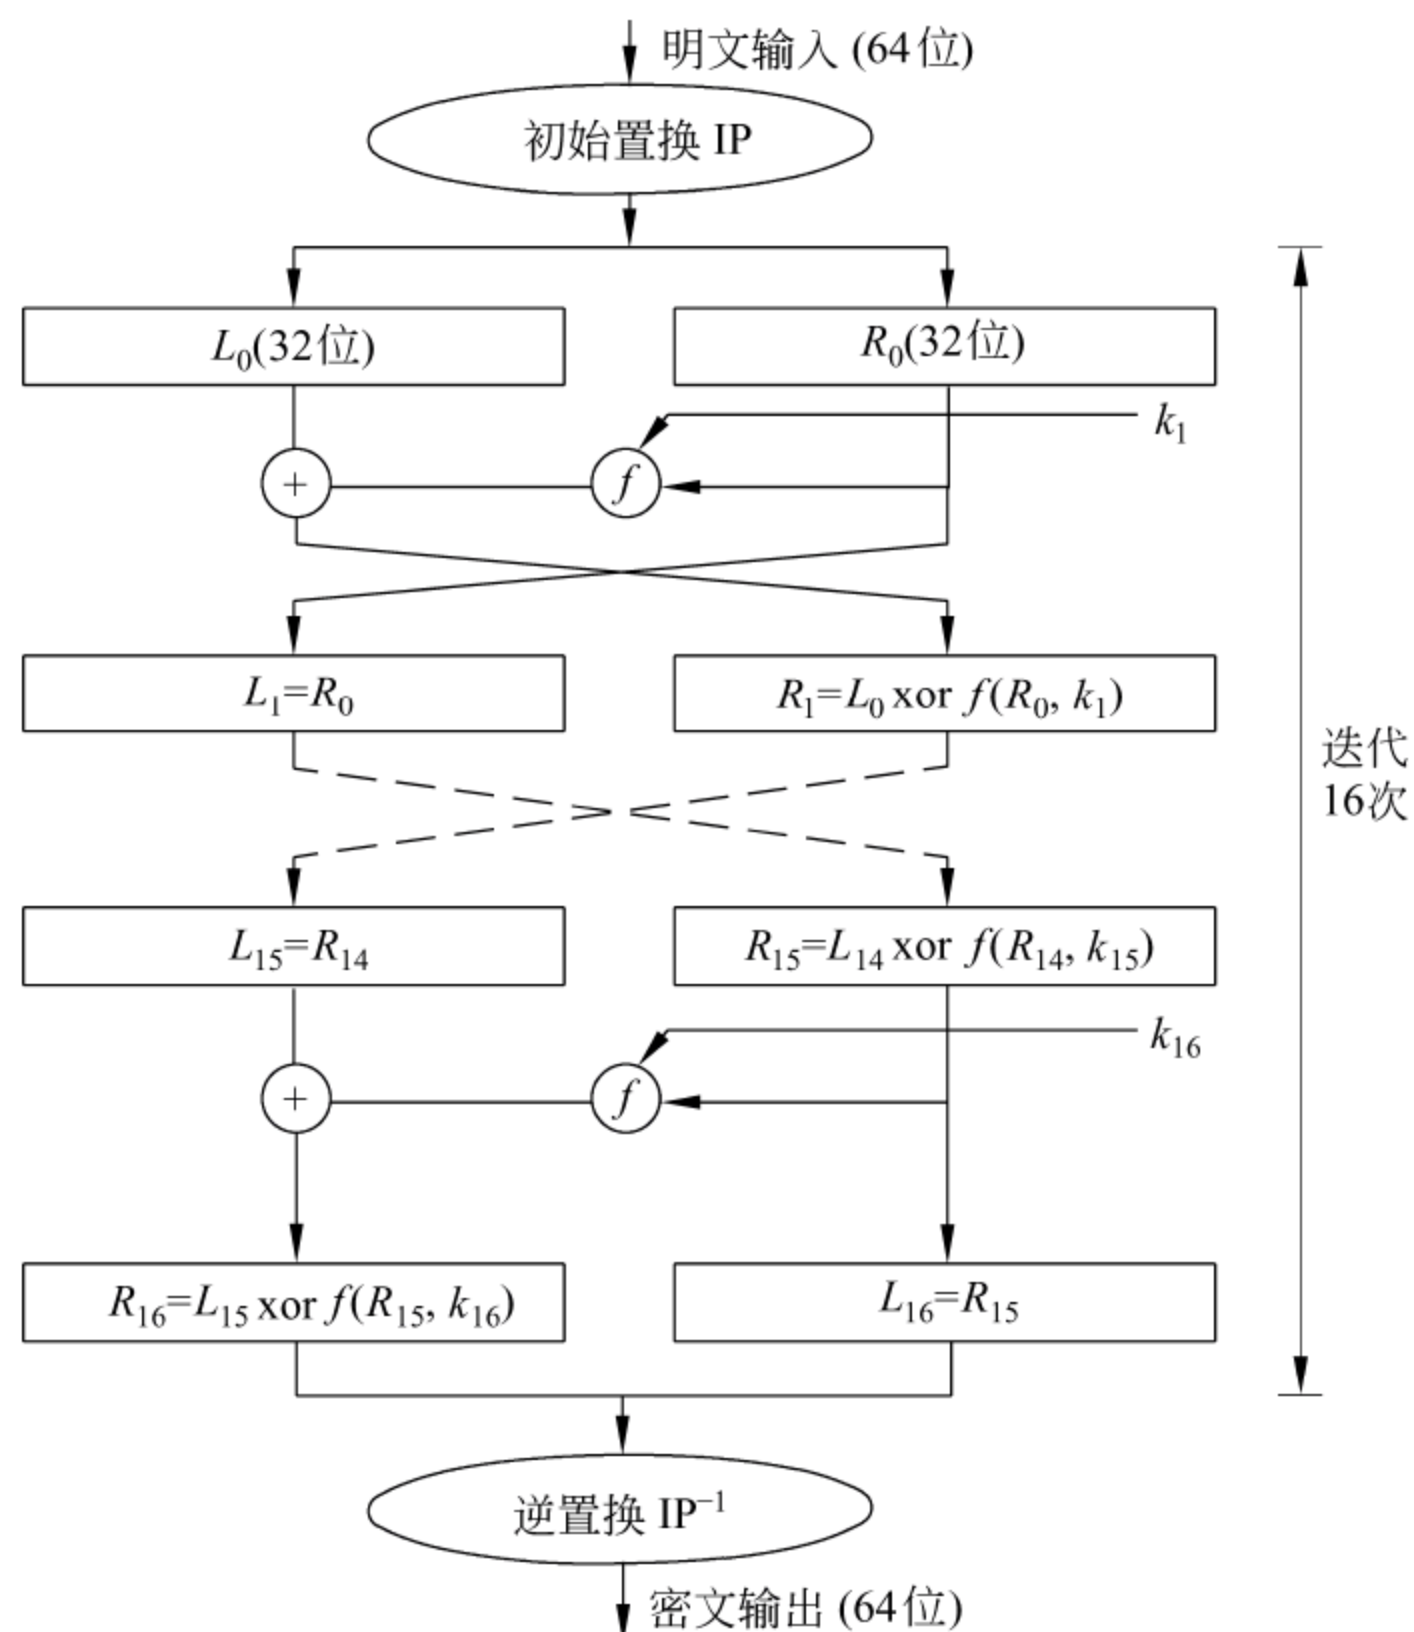 明文输入 (64位)
初始置换 IP
L₀(32位)
R₀(32位)
k₁
+
f
L₁=R₀
R₁=L₀ xor f(R₀, k₁)
迭代
16次
L₁₅=R₁₄
R₁₅=L₁₄ xor f(R₁₄, k₁₅)
k₁₆
+
f
R₁₆=L₁₅ xor f(R₁₅, k₁₆)
L₁₆=R₁₅
逆置换 IP⁻¹
密文输出 (64位)